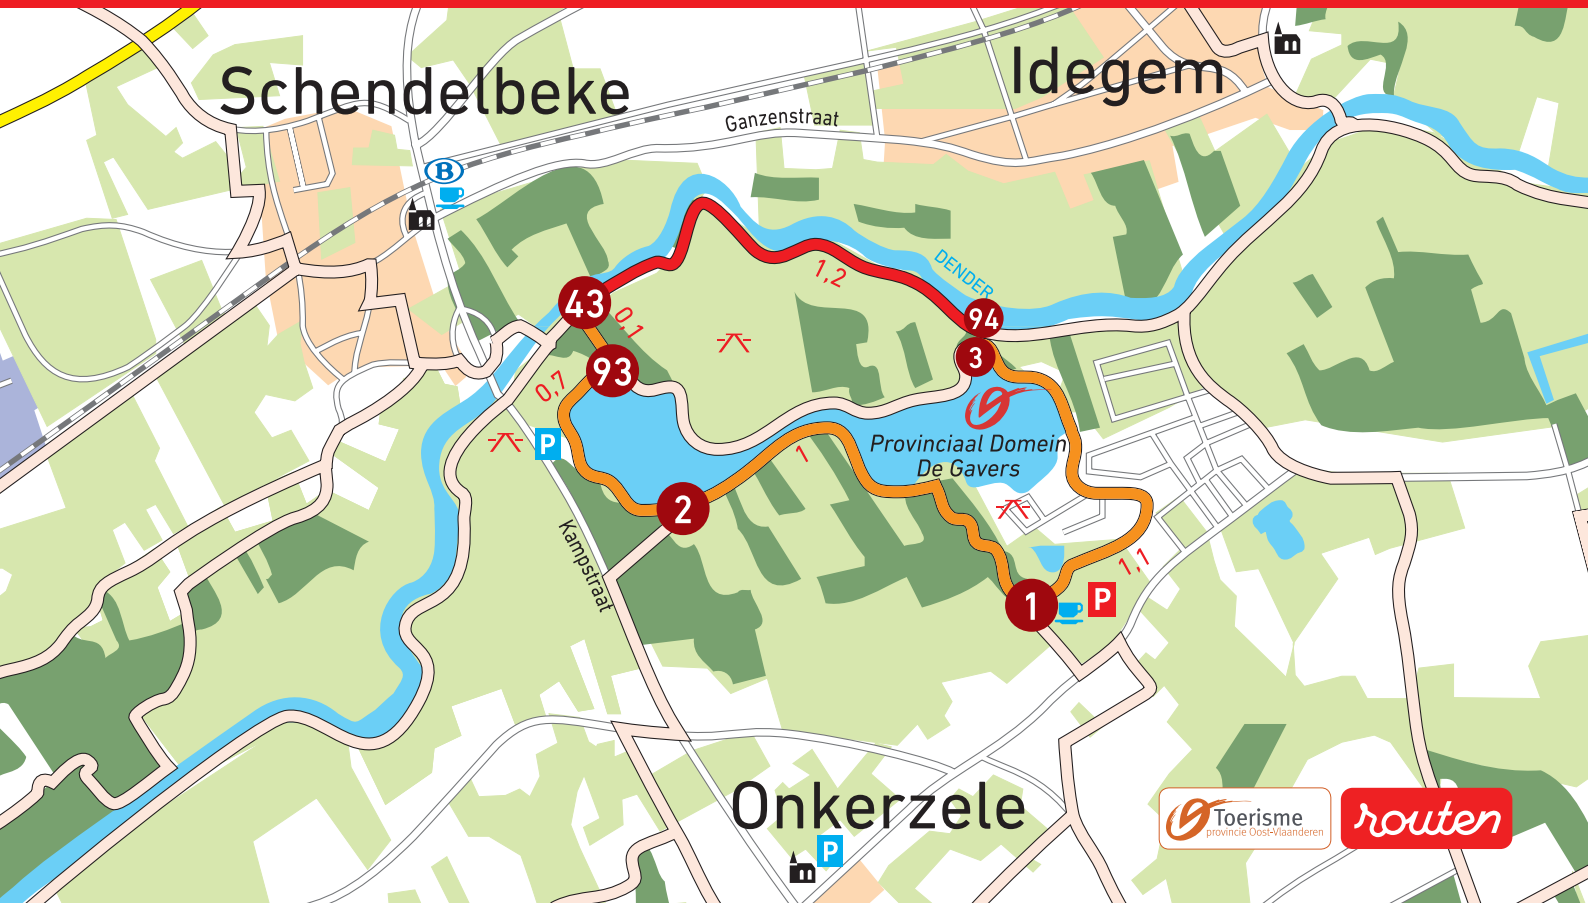 Schendelbeke
Idegem
Ganzenstraat
B
DENDER
1,2
43
0,1
94
3
93
0,7
P
Provinciaal Domein
De Gavers
1
2
Kampstraat
1,1
1
P
Onkerzele
P
Toerisme
provincie Oost-Vlaanderen
routen